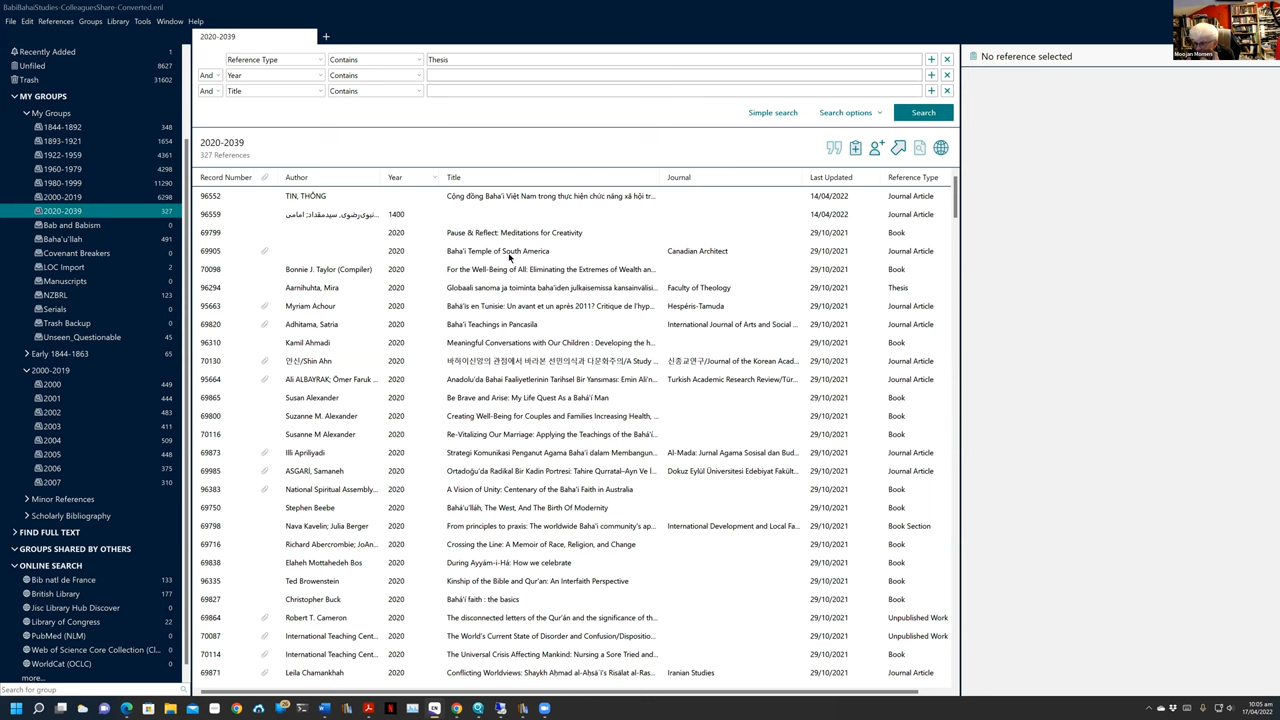 BabiBahaiStudies-ColleaguesShare-Converted.enl
File Edit References Groups Library Tools Window Help
Recently Added 1
Unfiled 8627
Trash 31602
MY GROUPS
My Groups
1844-1892 348
1893-1921 1654
1922-1959 4361
1960-1979 4298
1980-1999 11290
2000-2019 6298
2020-2039 327
Bab and Babism 0
Baha'u'llah 491
Covenant Breakers 0
LOC Import 2
Manuscripts 0
NZBRL 123
Serials 0
Trash Backup 0
Unseen_Questionable 45
Early 1844-1863 65
2000-2019
2000 449
2001 444
2002 483
2003 411
2004 509
2005 448
2006 375
2007 310
Minor References
Scholarly Bibliography
FIND FULL TEXT
GROUPS SHARED BY OTHERS
ONLINE SEARCH
Bib natl de France 133
British Library 177
Jisc Library Hub Discover 0
Library of Congress 22
PubMed (NLM) 0
Web of Science Core Collection (Cl... 0
WorldCat (OCLC) 0
more...
Search for group
2020-2039
Reference Type Contains Thesis
And Year Contains
And Title Contains
Simple search Search options Search
2020-2039
327 References
Record Number Author Year Title Journal Last Updated Reference Type
96552 TIN, THÔNG Cộng đồng Baha'i Việt Nam trong thực hiện chức năng xã hội tr... 14/04/2022 Journal Article
96559 نبوی‌رضوی, سیدمقداد; امامی... 1400 14/04/2022 Journal Article
69799 2020 Pause & Reflect: Meditations for Creativity 29/10/2021 Book
69905 2020 Baha'i Temple of South America Canadian Architect 29/10/2021 Journal Article
70098 Bonnie J. Taylor (Compiler) 2020 For the Well-Being of All: Eliminating the Extremes of Wealth an... 29/10/2021 Book
96294 Aarnihuhta, Mira 2020 Globaali sanoma ja toiminta baha'iden julkaisemissa kansainvälisi... Faculty of Theology 29/10/2021 Thesis
95663 Myriam Achour 2020 Bahá'ís en Tunisie: Un avant et un après 2011? Critique de l'hyp... Hespéris-Tamuda 29/10/2021 Journal Article
69820 Adhitama, Satria 2020 Baha'i Teachings in Pancasila International Journal of Arts and Social ... 29/10/2021 Journal Article
96310 Kamil Ahmadi 2020 Meaningful Conversations with Our Children : Developing the h... 29/10/2021 Book
70130 안신/Shin Ahn 2020 바하이신앙의 관점에서 바라본 선민의식과 다문화주의/A Study ... 신종교연구/Journal of the Korean Acad... 29/10/2021 Journal Article
95664 Ali ALBAYRAK; Ömer Faruk ... 2020 Anadolu'da Bahai Faaliyetlerinin Tarihsel Bir Yansıması: Emin Ali'n... Turkish Academic Research Review/Tür... 29/10/2021 Journal Article
69865 Susan Alexander 2020 Be Brave and Arise: My Life Quest As a Bahá'í Man 29/10/2021 Book
69800 Suzanne M. Alexander 2020 Creating Well-Being for Couples and Families Increasing Health, ... 29/10/2021 Book
70116 Susanne M Alexander 2020 Re-Vitalizing Our Marriage: Applying the Teachings of the Bahá'í... 29/10/2021 Book
69873 Illi Apriliyadi 2020 Strategi Komunikasi Penganut Agama Baha'i dalam Membangun... Al-Mada: Jurnal Agama Sosisal dan Bud... 29/10/2021 Journal Article
69985 ASGARİ, Samaneh 2020 Ortadoğu'da Radikal Bir Kadin Portresi: Tahire Qurratal–Ayn Ve İ... Dokuz Eylül Üniversitesi Edebiyat Fakült... 29/10/2021 Journal Article
96383 National Spiritual Assembly... 2020 A Vision of Unity: Centenary of the Baha'i Faith in Australia 29/10/2021 Book
69750 Stephen Beebe 2020 Bahá'u'lláh, The West, And The Birth Of Modernity 29/10/2021 Book
69798 Nava Kavelin; Julia Berger 2020 From principles to praxis: The worldwide Baha'i community's ap... International Development and Local Fa... 29/10/2021 Book Section
69716 Richard Abercrombie; JoAn... 2020 Crossing the Line: A Memoir of Race, Religion, and Change 29/10/2021 Book
69838 Elaheh Mottahedeh Bos 2020 During Ayyám-i-Há: How we celebrate 29/10/2021 Book
96335 Ted Brownstein 2020 Kinship of the Bible and Qur'an: An Interfaith Perspective 29/10/2021 Book
69827 Christopher Buck 2020 Bahá'í faith : the basics 29/10/2021 Book
69864 Robert T. Cameron 2020 The disconnected letters of the Qur'án and the significance of th... 29/10/2021 Unpublished Work
70087 International Teaching Cent... 2020 The World's Current State of Disorder and Confusion/Dispositio... 29/10/2021 Unpublished Work
70114 International Teaching Cent... 2020 The Universal Crisis Affecting Mankind: Nursing a Sore Tried and... 29/10/2021 Book
69871 Leila Chamankhah 2020 Conflicting Worldviews: Shaykh Aḥmad al-Aḥsāʾī's Risālat al-Ras... Iranian Studies 29/10/2021 Journal Article
No reference selected
Moojan Momen
10:05 am
17/04/2022